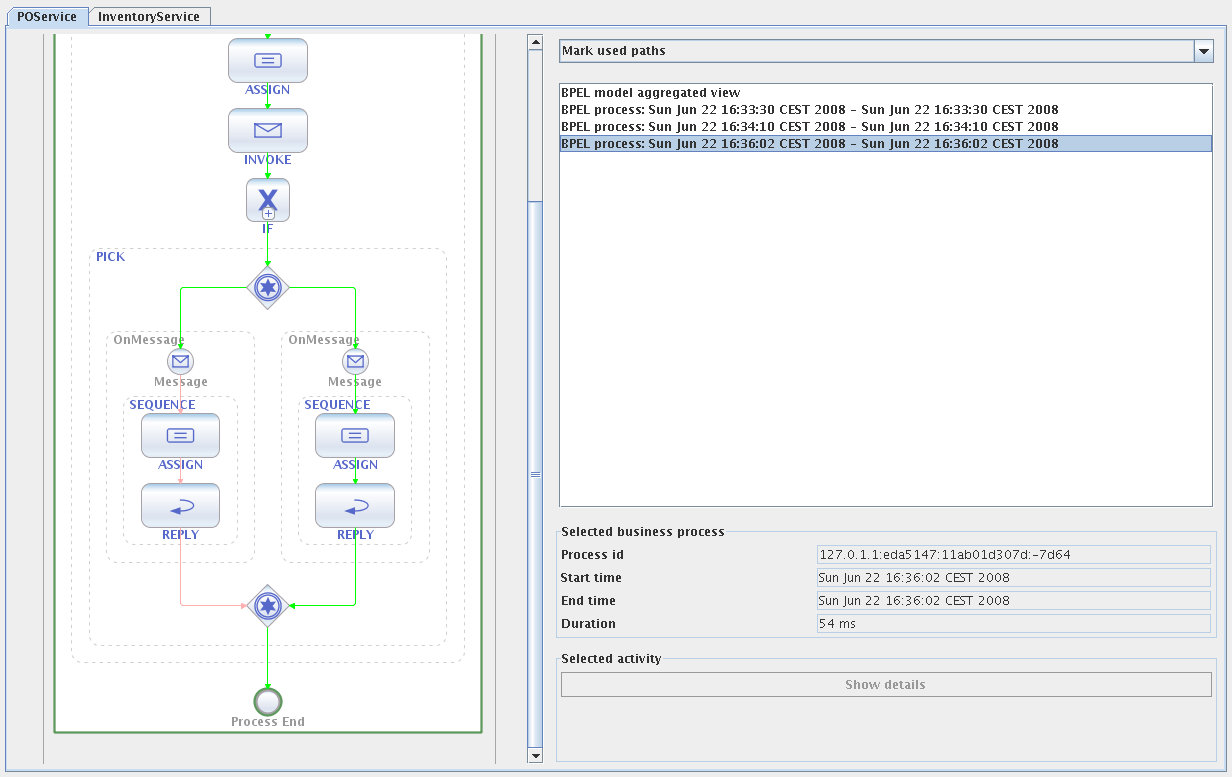 POService
InventoryService
ASSIGN
INVOKE
IF
PICK
OnMessage
OnMessage
Message
Message
SEQUENCE
SEQUENCE
ASSIGN
ASSIGN
REPLY
REPLY
Process End
Mark used paths
BPEL model aggregated view
BPEL process: Sun Jun 22 16:33:30 CEST 2008 - Sun Jun 22 16:33:30 CEST 2008
BPEL process: Sun Jun 22 16:34:10 CEST 2008 - Sun Jun 22 16:34:10 CEST 2008
BPEL process: Sun Jun 22 16:36:02 CEST 2008 - Sun Jun 22 16:36:02 CEST 2008
Selected business process
Process id 127.0.1.1:eda5147:11ab01d307d:-7d64
Start time Sun Jun 22 16:36:02 CEST 2008
End time Sun Jun 22 16:36:02 CEST 2008
Duration 54 ms
Selected activity
Show details